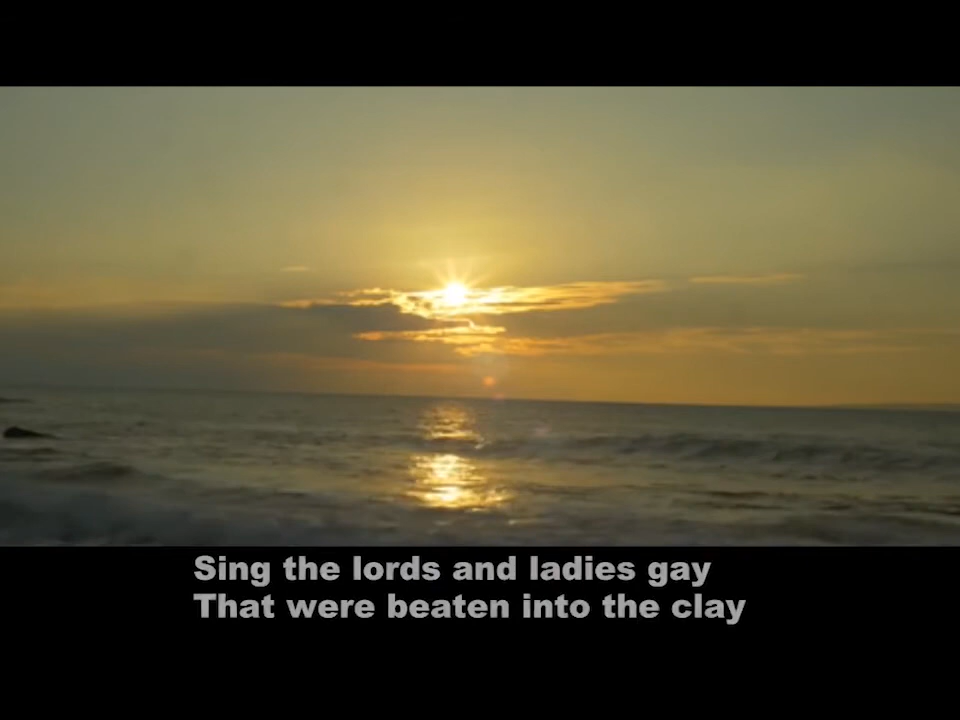 Sing the lords and ladies gay
That were beaten into the clay